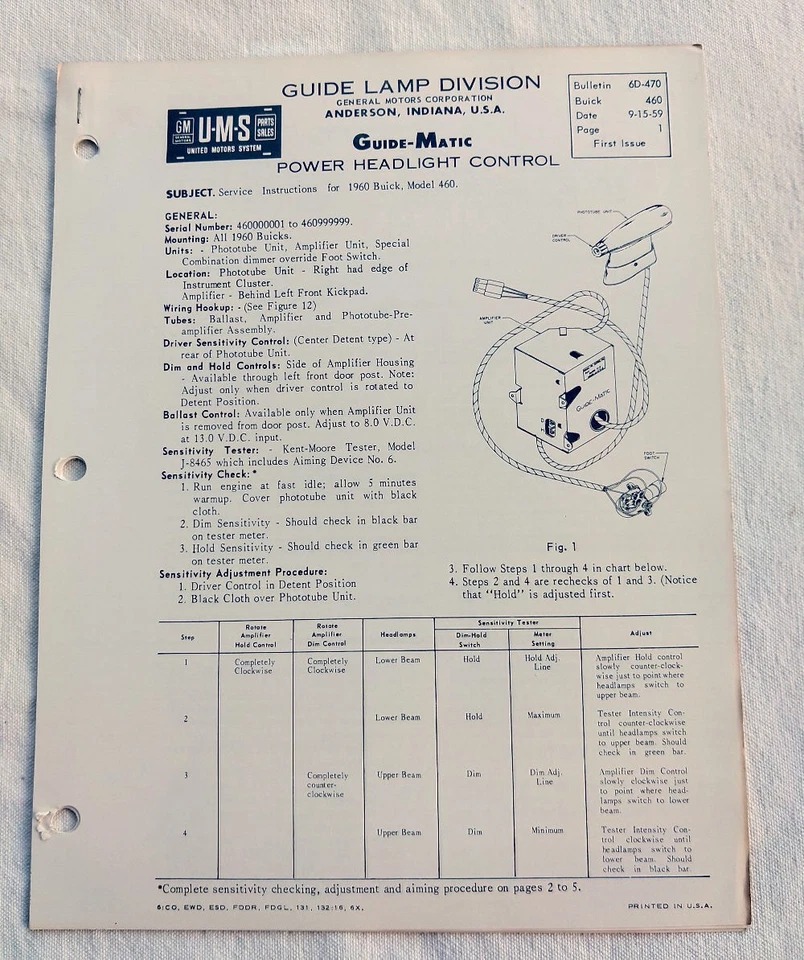 GUIDE LAMP DIVISION
GENERAL MOTORS CORPORATION
ANDERSON, INDIANA, U.S.A.
GM
GENERAL MOTORS
U·M·S
PARTS
SALES
UNITED MOTORS SYSTEM
Bulletin 6D-470
Buick 460
Date 9-15-59
Page 1
First Issue
GUIDE-MATIC
POWER HEADLIGHT CONTROL
SUBJECT. Service Instructions for 1960 Buick, Model 460.
GENERAL:
Serial Number: 460000001 to 460999999.
Mounting: All 1960 Buicks.
Units: - Phototube Unit, Amplifier Unit, Special
Combination dimmer override Foot Switch.
Location: Phototube Unit - Right had edge of
Instrument Cluster.
Amplifier - Behind Left Front Kickpad.
Wiring Hookup: - (See Figure 12)
Tubes: Ballast, Amplifier and Phototube-Pre-
amplifier Assembly.
Driver Sensitivity Control: (Center Detent type) - At
rear of Phototube Unit.
Dim and Hold Controls: Side of Amplifier Housing
- Available through left front door post. Note:
Adjust only when driver control is rotated to
Detent Position.
Ballast Control: Available only when Amplifier Unit
is removed from door post. Adjust to 8.0 V.D.C.
at 13.0 V.D.C. input.
Sensitivity Tester: - Kent-Moore Tester, Model
J-8465 which includes Aiming Device No. 6.
Sensitivity Check:*
1. Run engine at fast idle; allow 5 minutes
warmup. Cover phototube unit with black
cloth.
2. Dim Sensitivity - Should check in black bar
on tester meter.
3. Hold Sensitivity - Should check in green bar
on tester meter.
Sensitivity Adjustment Procedure:
1. Driver Control in Detent Position
2. Black Cloth over Phototube Unit.
PHOTOTUBE UNIT
DRIVER
CONTROL
AMPLIFIER
UNIT
GUIDE-MATIC
D
H
FOOT
SWITCH
Fig. 1
3. Follow Steps 1 through 4 in chart below.
4. Steps 2 and 4 are rechecks of 1 and 3. (Notice
that "Hold" is adjusted first.
Step
Rotate
Amplifier
Hold Control
Rotate
Amplifier
Dim Control
Headlamps
Sensitivity Tester
Dim-Hold
Switch
Meter
Setting
Adjust
1
Completely
Clockwise
Completely
Clockwise
Lower Beam
Hold
Hold Adj.
Line
Amplifier Hold control
slowly counter-clock-
wise just to point where
headlamps switch to
upper beam.
2
Lower Beam
Hold
Maximum
Tester Intensity Con-
trol counter-clockwise
until headlamps switch
to upper beam. Should
check in green bar.
3
Completely
counter-
clockwise
Upper Beam
Dim
Dim Adj.
Line
Amplifier Dim Control
slowly clockwise just
to point where head-
lamps switch to lower
beam.
4
Upper Beam
Dim
Minimum
Tester Intensity Con-
trol clockwise until
headlamps switch to
lower beam. Should
check in black bar.
*Complete sensitivity checking, adjustment and aiming procedure on pages 2 to 5.
6:CO, EWD, ESD, FDDR, FDGL, 131, 132:16, 6X,
PRINTED IN U.S.A.